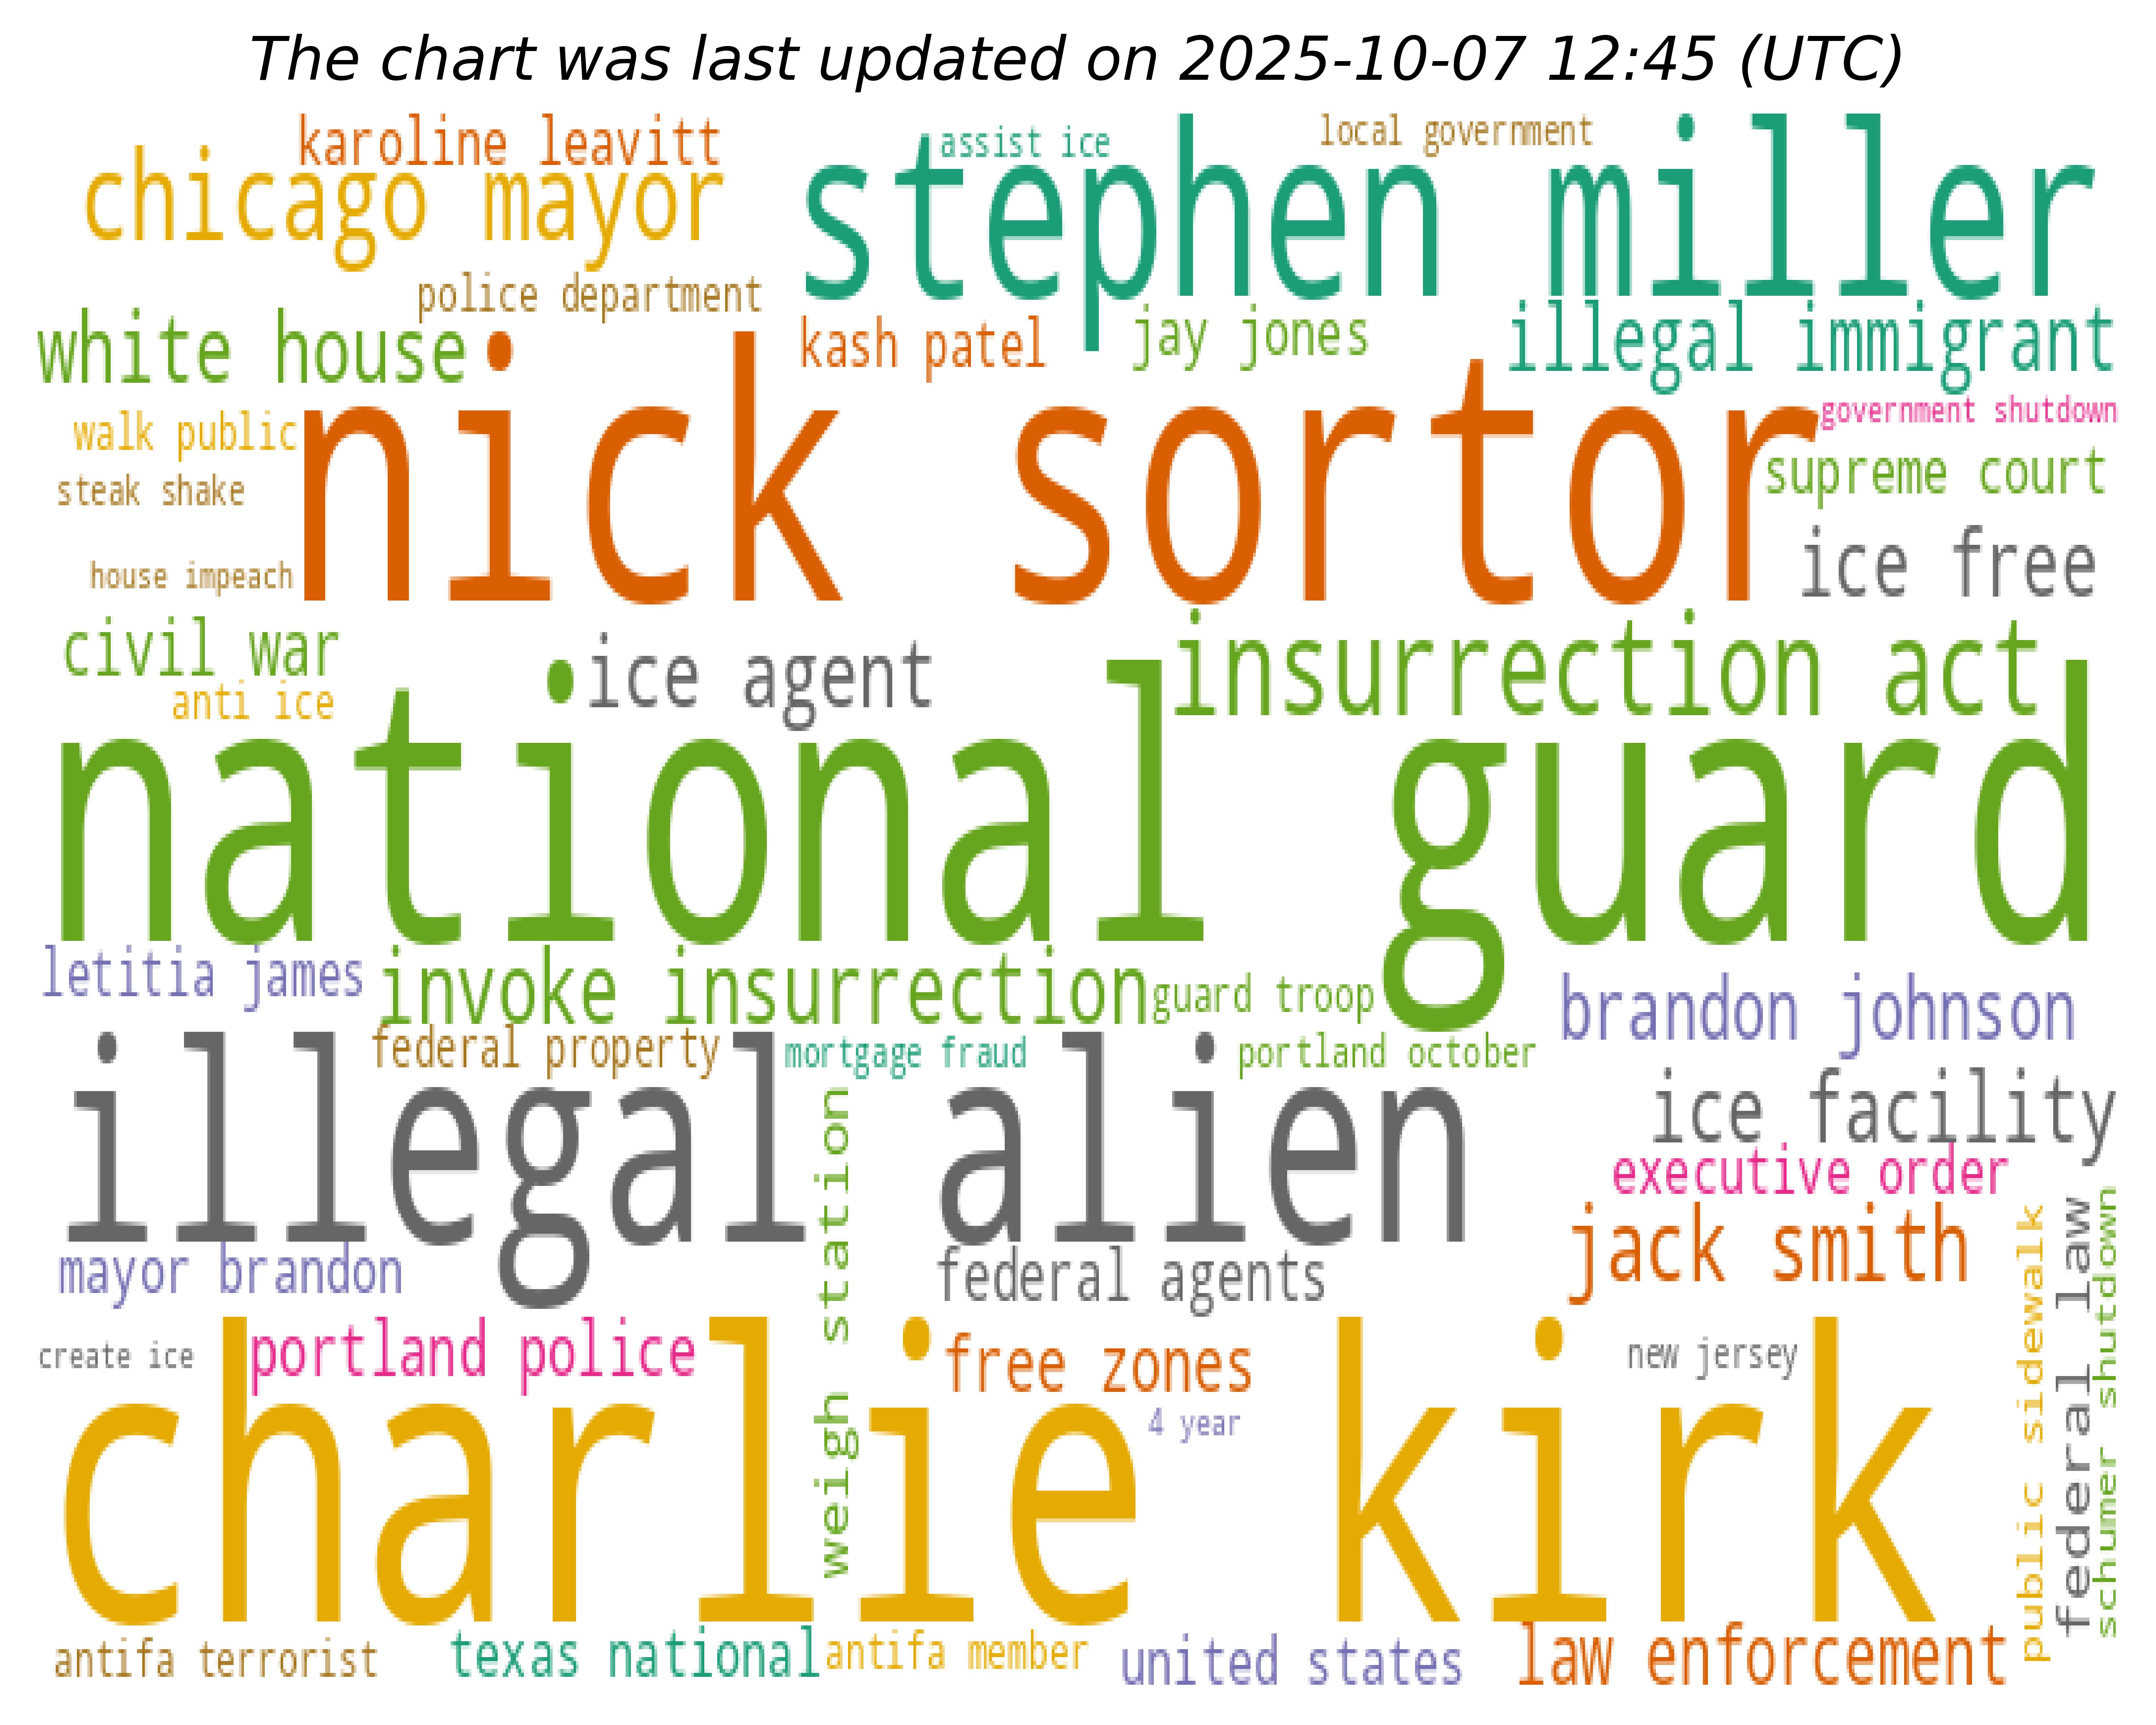 The chart was last updated on 2025-10-07 12:45 (UTC)
karoline leavitt
assist ice
local government
chicago mayor
stephen miller
police department
white house
kash patel
jay jones
illegal immigrant
walk public
nick sortor
government shutdown
steak shake
supreme court
house impeach
ice free
civil war
ice agent
insurrection act
anti ice
national guard
letitia james
invoke insurrection
guard troop
brandon johnson
federal property
mortgage fraud
portland october
illegal alien
ice facility
executive order
weigh station
mayor brandon
federal agents
jack smith
public sidewalk
federal law
schumer shutdown
create ice
portland police
free zones
new jersey
4 year
charlie kirk
antifa terrorist
texas national
antifa member
united states
law enforcement